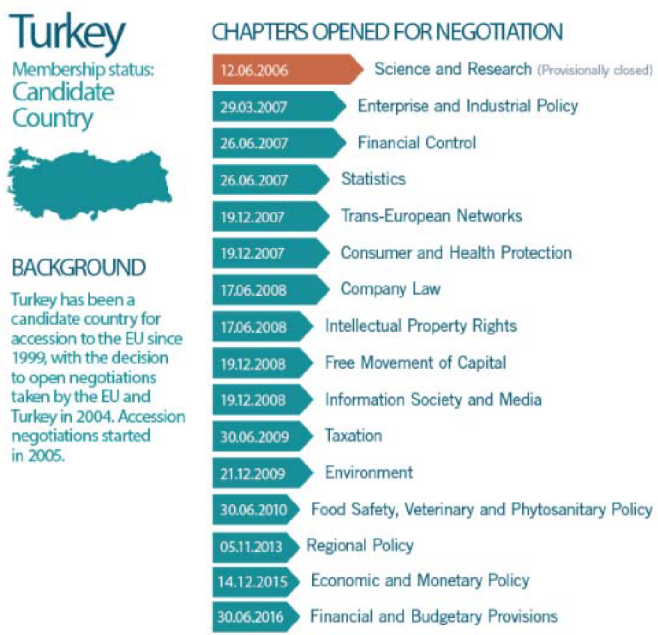 Turkey
Membership status:
Candidate
Country
BACKGROUND
Turkey has been a
candidate country for
accession to the EU since
1999, with the decision
to open negotiations
taken by the EU and
Turkey in 2004. Accession
negotiations started
in 2005.
CHAPTERS OPENED FOR NEGOTIATION
12.06.2006 Science and Research (Provisionally closed)
29.03.2007 Enterprise and Industrial Policy
26.06.2007 Financial Control
26.06.2007 Statistics
19.12.2007 Trans-European Networks
19.12.2007 Consumer and Health Protection
17.06.2008 Company Law
17.06.2008 Intellectual Property Rights
19.12.2008 Free Movement of Capital
19.12.2008 Information Society and Media
30.06.2009 Taxation
21.12.2009 Environment
30.06.2010 Food Safety, Veterinary and Phytosanitary Policy
05.11.2013 Regional Policy
14.12.2015 Economic and Monetary Policy
30.06.2016 Financial and Budgetary Provisions